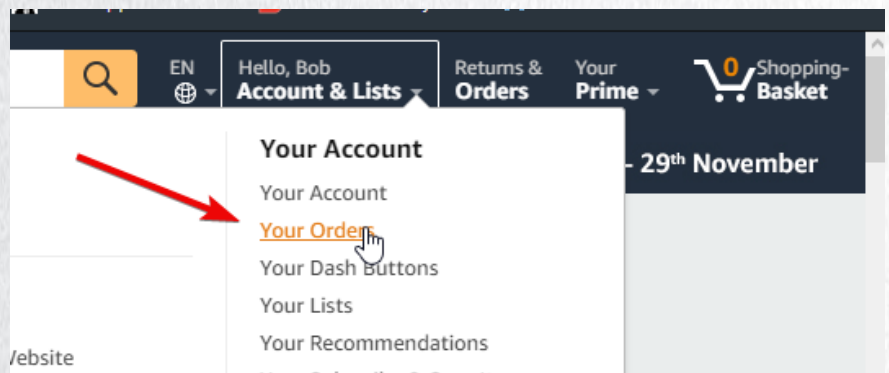 EN
Hello, Bob
Account & Lists
Returns &
Orders
Your
Prime
0
Shopping-
Basket
- 29th November
Your Account
Your Account
Your Orders
Your Dash Buttons
Your Lists
Your Recommendations